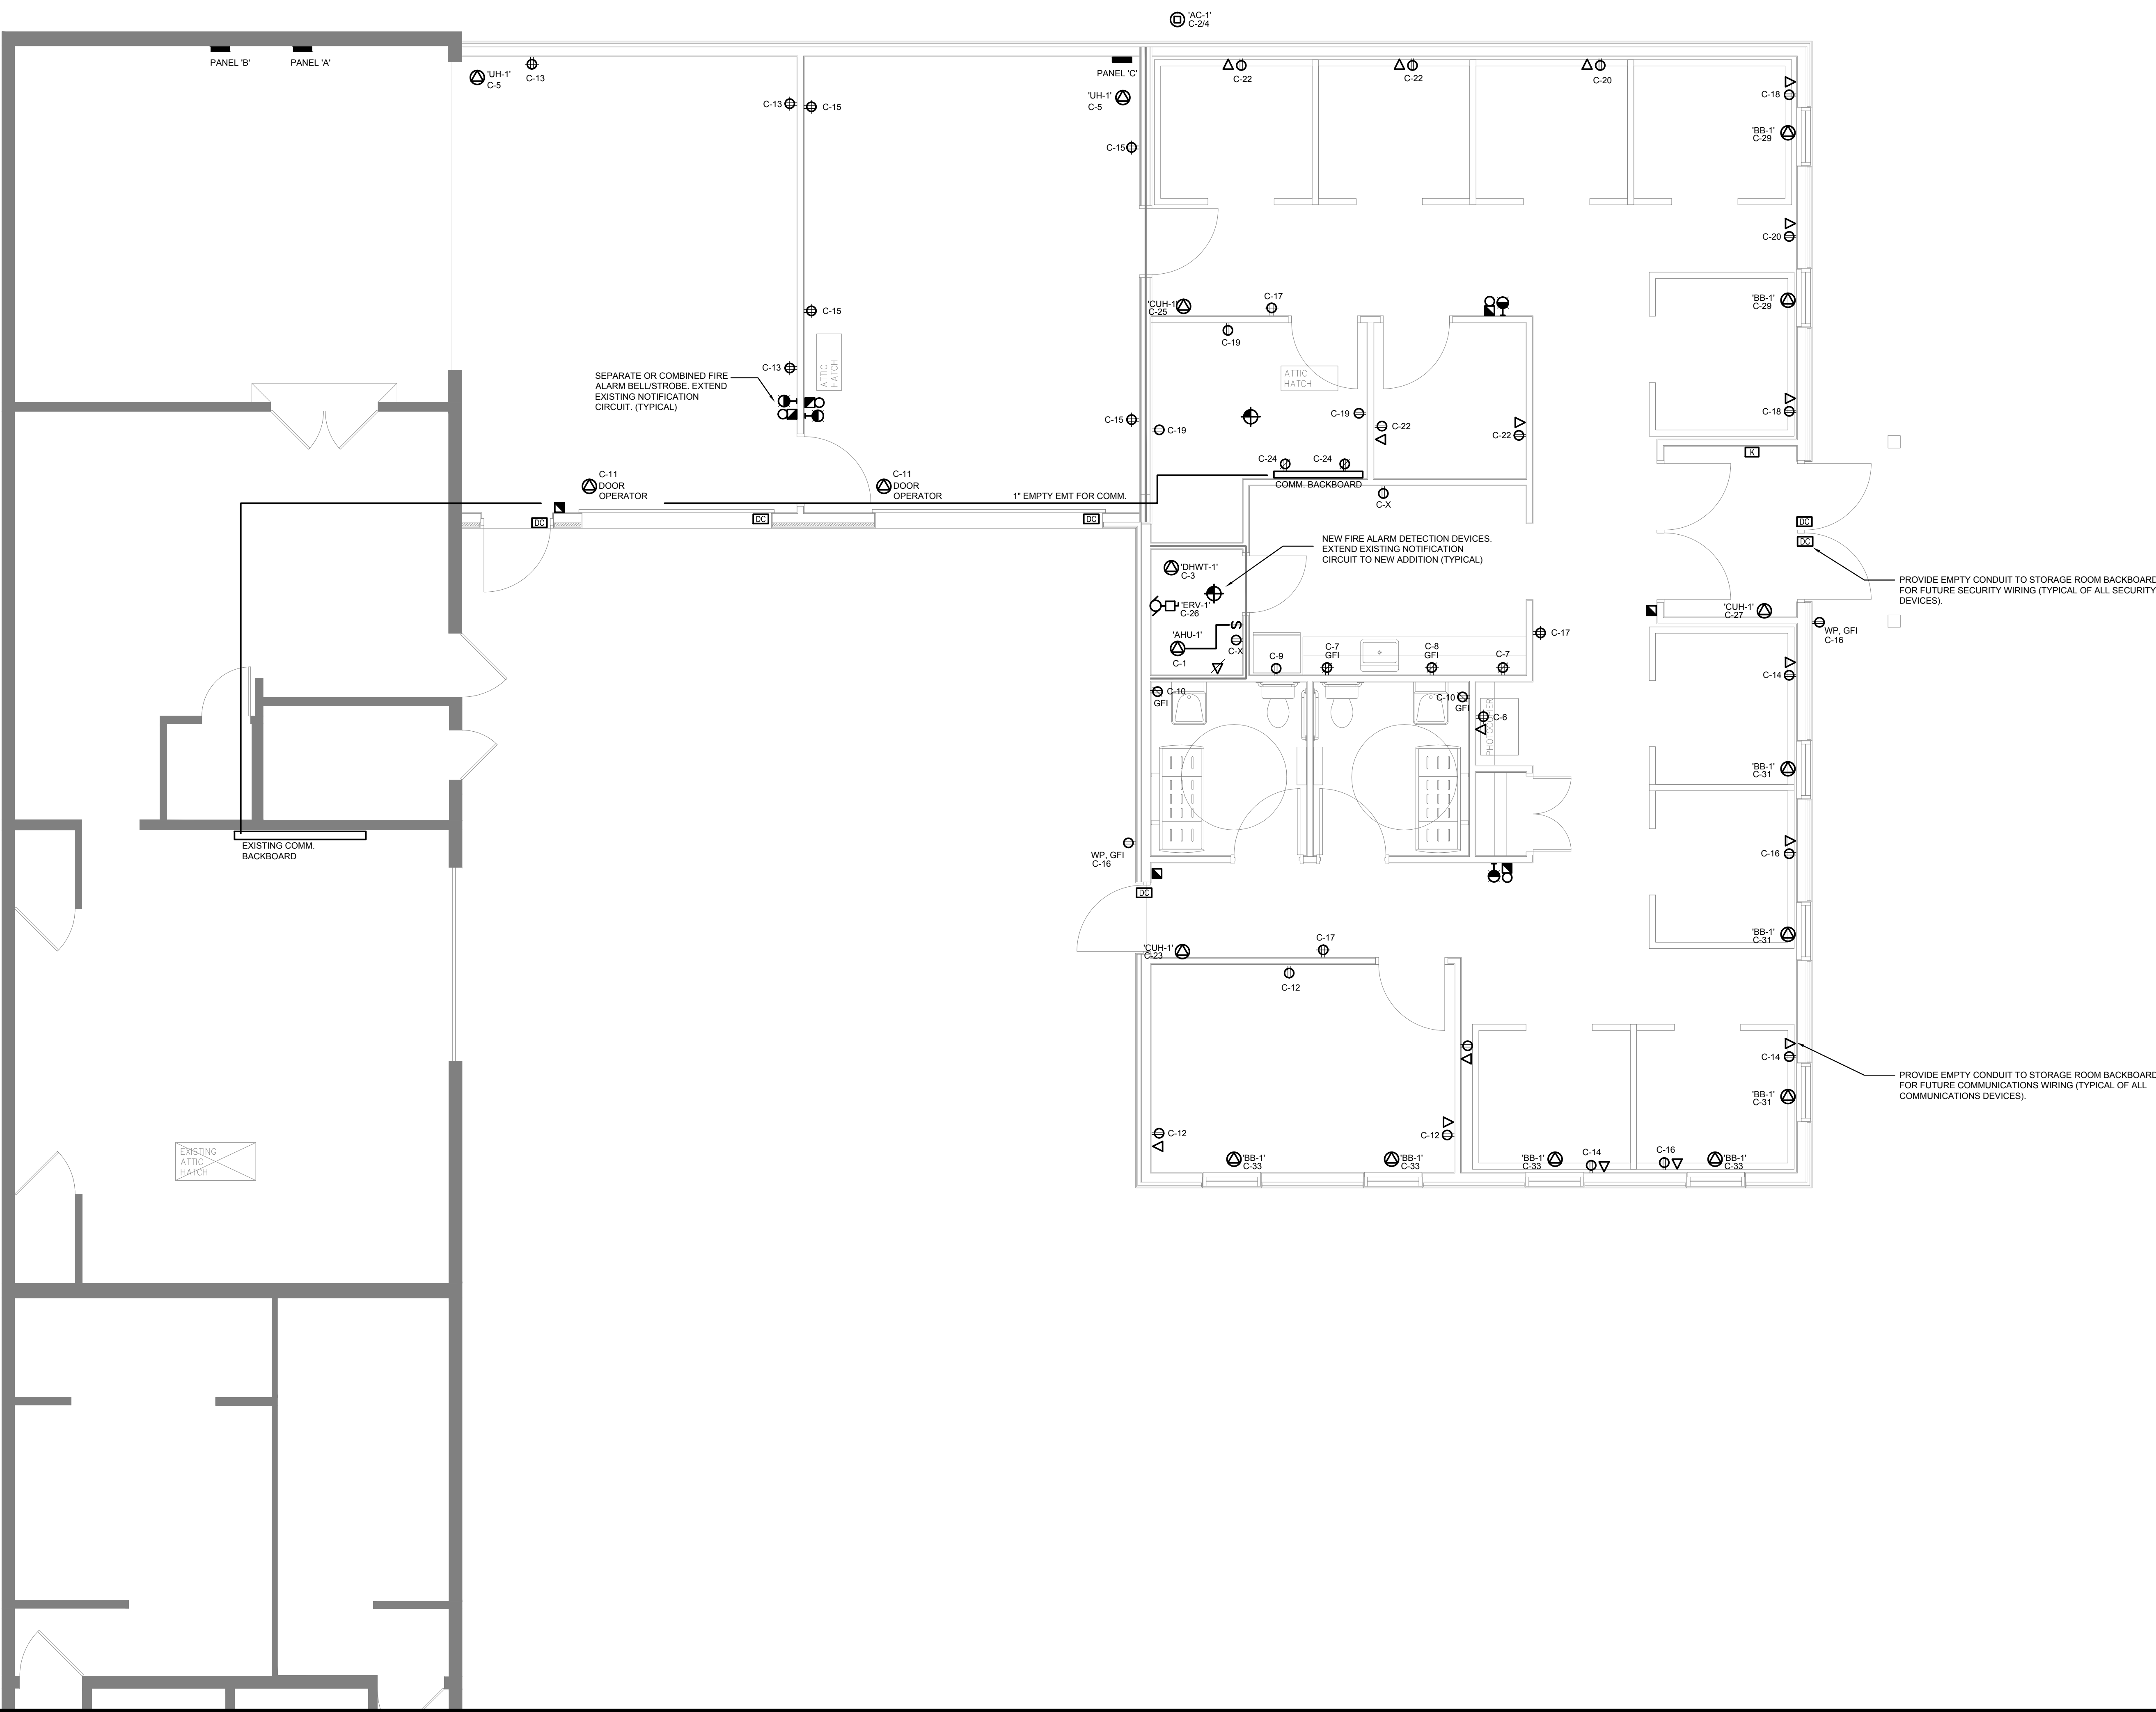 'AC-1'
C-2/4
PANEL 'B'
PANEL 'A'
'UH-1'
C-5
C-13
C-13
C-15
PANEL 'C'
'UH-1'
C-5
C-15
C-22
C-22
C-20
C-18
'BB-1'
C-29
C-20
'BB-1'
C-29
C-18
C-15
C-13
ATTIC
HATCH
SEPARATE OR COMBINED FIRE
ALARM BELL/STROBE. EXTEND
EXISTING NOTIFICATION
CIRCUIT. (TYPICAL)
C-15
'CUH-1'
C-25
C-17
C-19
ATTIC
HATCH
C-19
C-19
C-22
C-22
C-24
C-24
COMM. BACKBOARD
K
C-11
DOOR
OPERATOR
C-11
DOOR
OPERATOR
1" EMPTY EMT FOR COMM.
C-X
DC
DC
DC
DC
DC
NEW FIRE ALARM DETECTION DEVICES.
EXTEND EXISTING NOTIFICATION
CIRCUIT TO NEW ADDITION (TYPICAL)
PROVIDE EMPTY CONDUIT TO STORAGE ROOM BACKBOARD
FOR FUTURE SECURITY WIRING (TYPICAL OF ALL SECURITY
DEVICES).
'DHWT-1'
C-3
'ERV-1'
C-26
'AHU-1'
C-1
S
C-X
C-9
C-7
GFI
C-8
GFI
C-7
C-17
'CUH-1'
C-27
WP, GFI
C-16
C-14
C-10
GFI
C-10
GFI
C-6
PHOTOCOPIER
'BB-1'
C-31
EXISTING COMM.
BACKBOARD
WP, GFI
C-16
C-16
DC
'BB-1'
C-31
'CUH-1'
C-23
C-17
C-12
C-14
PROVIDE EMPTY CONDUIT TO STORAGE ROOM BACKBOARD
FOR FUTURE COMMUNICATIONS WIRING (TYPICAL OF ALL
COMMUNICATIONS DEVICES).
'BB-1'
C-31
EXISTING
ATTIC
HATCH
C-12
C-12
'BB-1'
C-33
'BB-1'
C-33
'BB-1'
C-33
C-14
C-16
'BB-1'
C-33